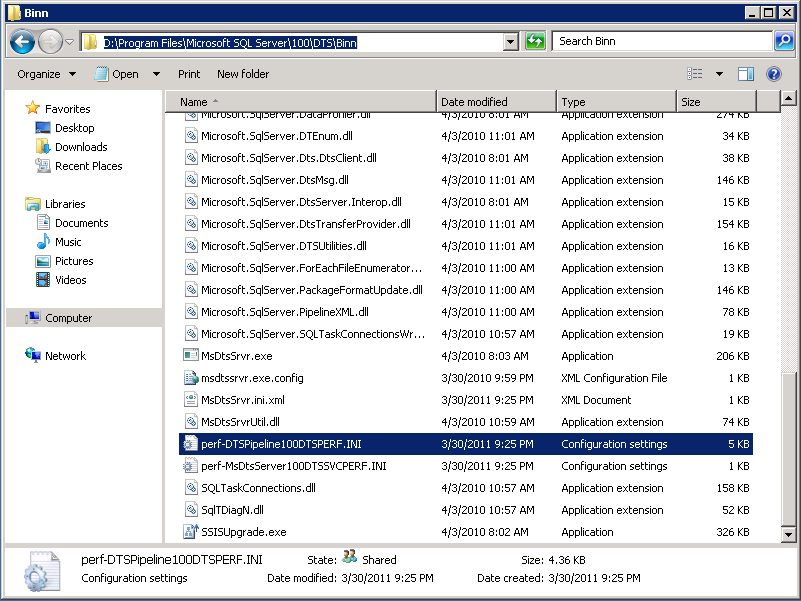 Binn
D:\Program Files\Microsoft SQL Server\100\DTS\Binn
Search Binn
Organize Open Print New folder
Name Date modified Type Size
Microsoft.SqlServer.DataProfiler.dll 4/3/2010 8:01 AM Application extension 274 KB
Microsoft.SqlServer.DTEnum.dll 4/3/2010 11:01 AM Application extension 34 KB
Microsoft.SqlServer.Dts.DtsClient.dll 4/3/2010 8:01 AM Application extension 38 KB
Microsoft.SqlServer.DtsMsg.dll 4/3/2010 11:01 AM Application extension 146 KB
Microsoft.SqlServer.DtsServer.Interop.dll 4/3/2010 8:01 AM Application extension 15 KB
Microsoft.SqlServer.DtsTransferProvider.dll 4/3/2010 11:01 AM Application extension 154 KB
Microsoft.SqlServer.DTSUtilities.dll 4/3/2010 11:01 AM Application extension 16 KB
Microsoft.SqlServer.ForEachFileEnumerator... 4/3/2010 11:00 AM Application extension 13 KB
Microsoft.SqlServer.PackageFormatUpdate.dll 4/3/2010 11:00 AM Application extension 146 KB
Microsoft.SqlServer.PipelineXML.dll 4/3/2010 11:00 AM Application extension 78 KB
Microsoft.SqlServer.SQLTaskConnectionsWr... 4/3/2010 10:57 AM Application extension 19 KB
MsDtsSrvr.exe 4/3/2010 8:03 AM Application 206 KB
msdtssrvr.exe.config 3/30/2010 9:59 PM XML Configuration File 1 KB
MsDtsSrvr.ini.xml 3/30/2011 9:25 PM XML Document 1 KB
MsDtsSrvrUtil.dll 4/3/2010 10:59 AM Application extension 74 KB
perf-DTSPipeline100DTSPERF.INI 3/30/2011 9:25 PM Configuration settings 5 KB
perf-MsDtsServer100DTSSVCPERF.INI 3/30/2011 9:25 PM Configuration settings 1 KB
SQLTaskConnections.dll 4/3/2010 10:57 AM Application extension 158 KB
SqlTDiagN.dll 4/3/2010 10:57 AM Application extension 52 KB
SSISUpgrade.exe 4/3/2010 8:02 AM Application 326 KB
Favorites
Desktop
Downloads
Recent Places
Libraries
Documents
Music
Pictures
Videos
Computer
Network
perf-DTSPipeline100DTSPERF.INI State: Shared Size: 4.36 KB
Configuration settings Date modified: 3/30/2011 9:25 PM Date created: 3/30/2011 9:25 PM